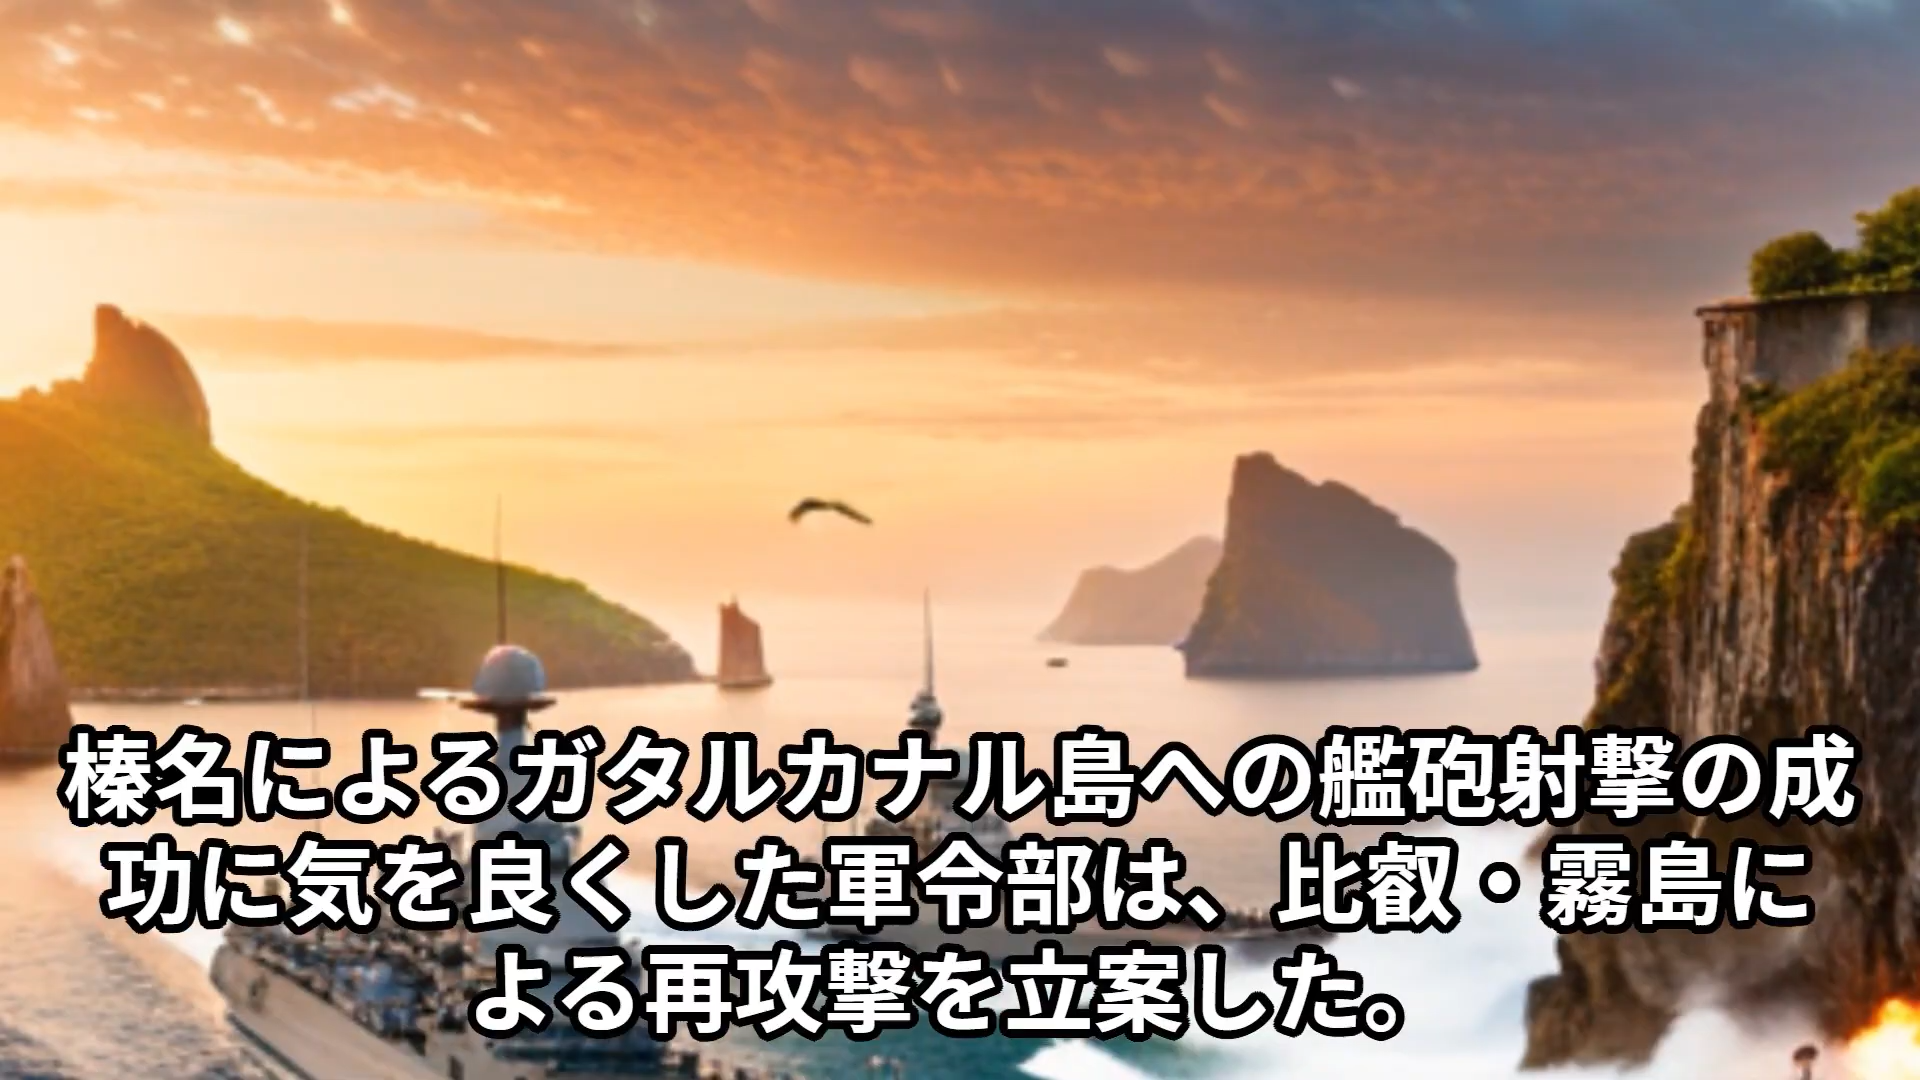 榛名によるガタルカナル島への艦砲射撃の成
功に気を良くした軍令部は、比叡・霧島に
よる再攻撃を立案した。